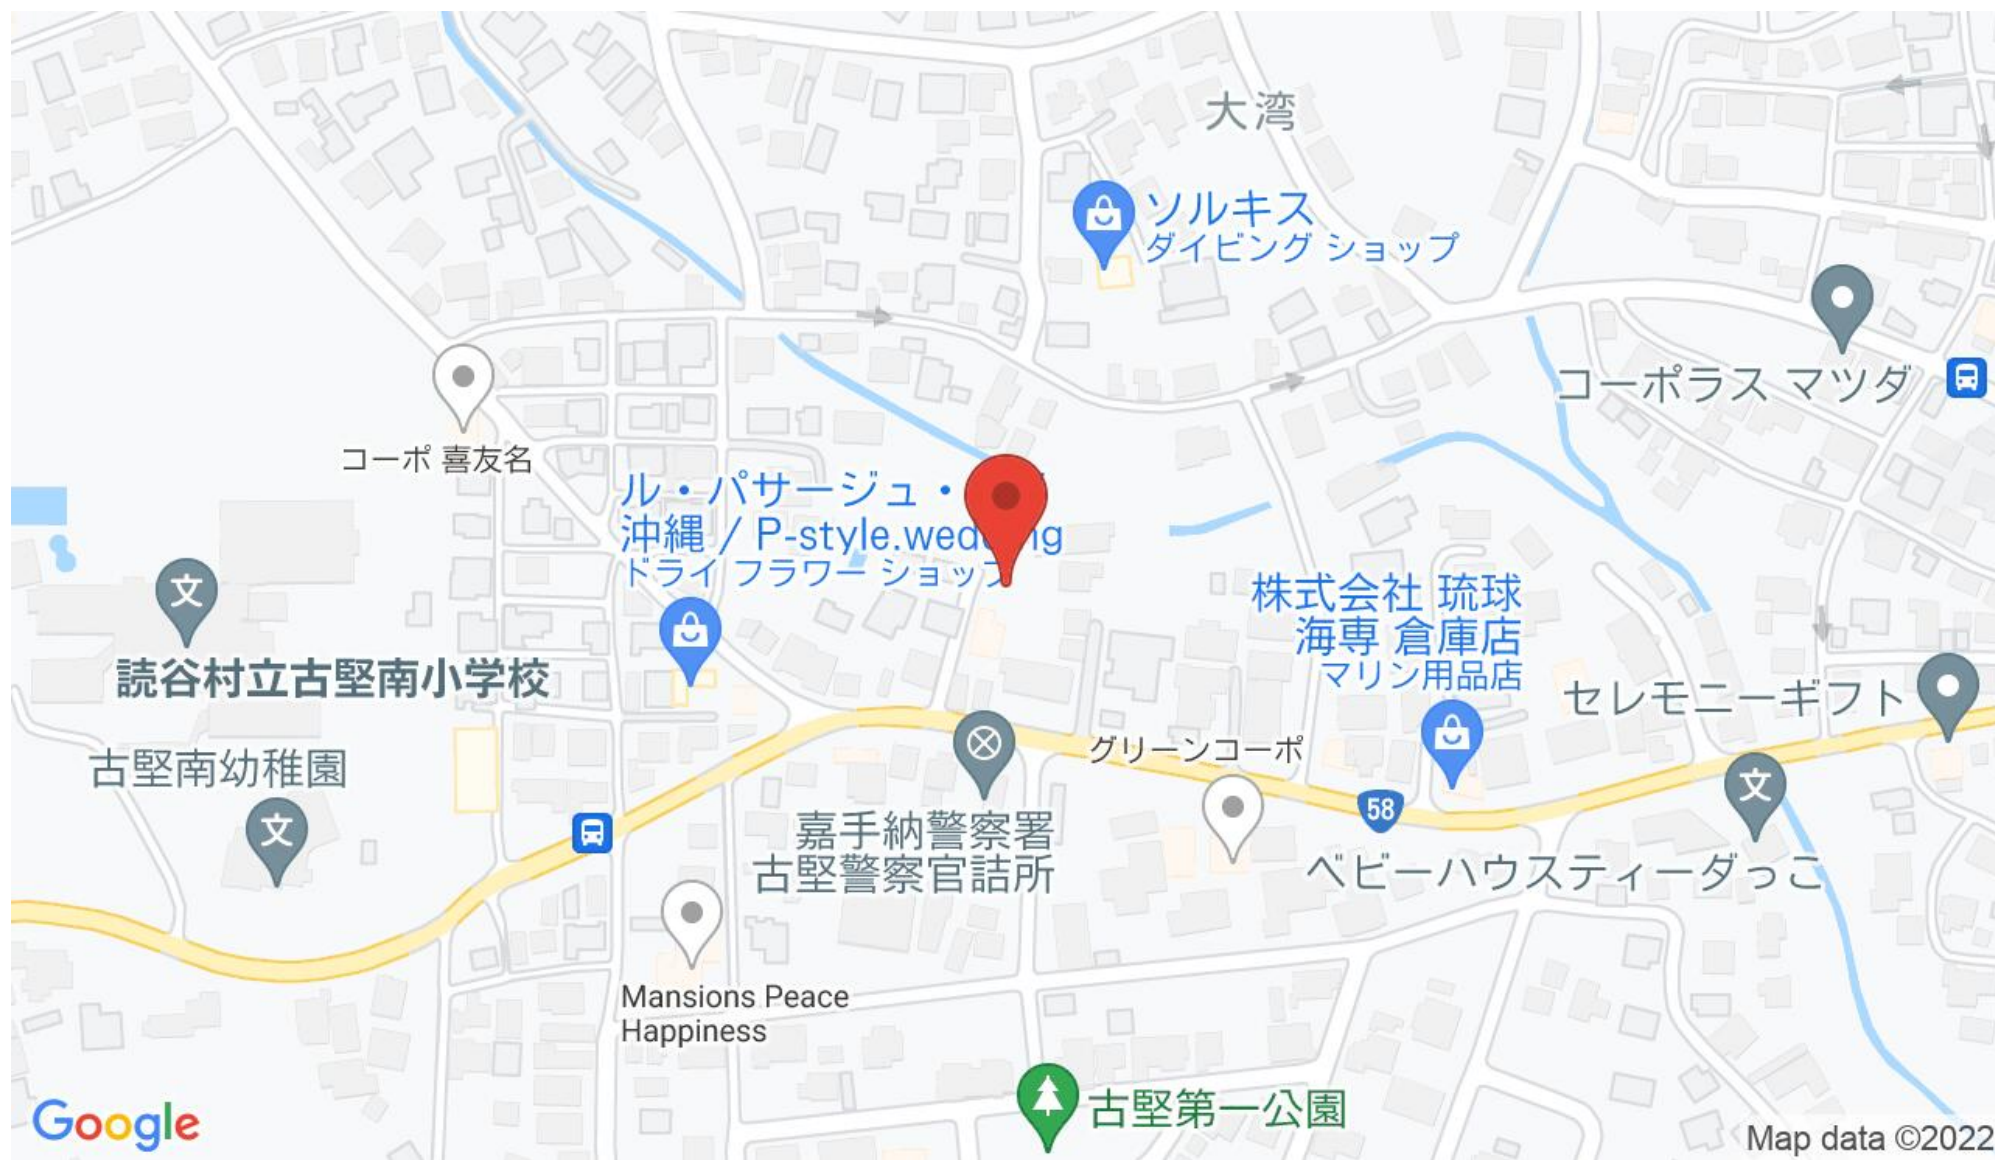 大湾
ソルキス
ダイビング ショップ
コーポラス マツダ
コーポ 喜友名
ル・パサージュ・
沖縄 / P-style.wedding
ドライ フラワー ショップ
文
株式会社 琉球
海専 倉庫店
マリン用品店
読谷村立古堅南小学校
セレモニーギフト
古堅南幼稚園
文
グリーンコーポ
58
文
嘉手納警察署
古堅警察官詰所
ベビーハウスティーダっこ
Mansions Peace
Happiness
古堅第一公園
Google
Map data ©2022